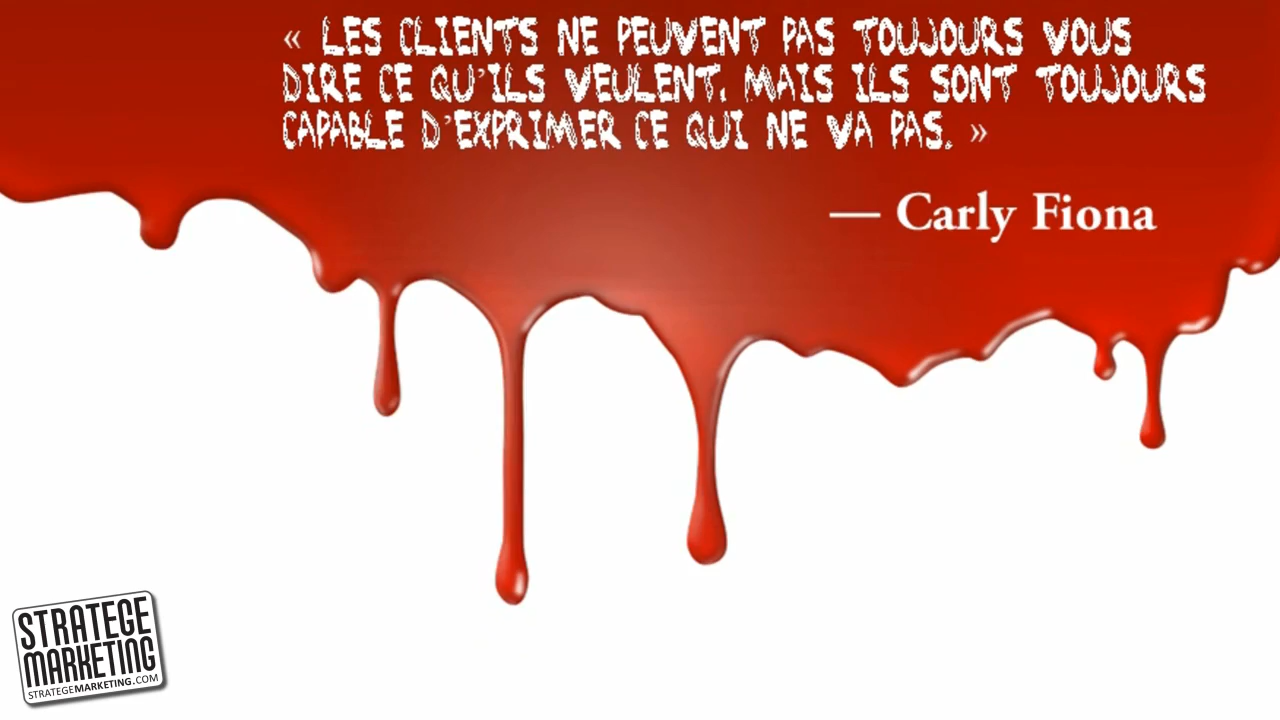 « LES CLIENTS NE PEUVENT PAS TOUJOURS VOUS
DIRE CE QU'ILS VEULENT. MAIS ILS SONT TOUJOURS
CAPABLE D'EXPRIMER CE QUI NE VA PAS. »
— Carly Fiona
STRATEGE
MARKETING
STRATEGEMARKETING.COM